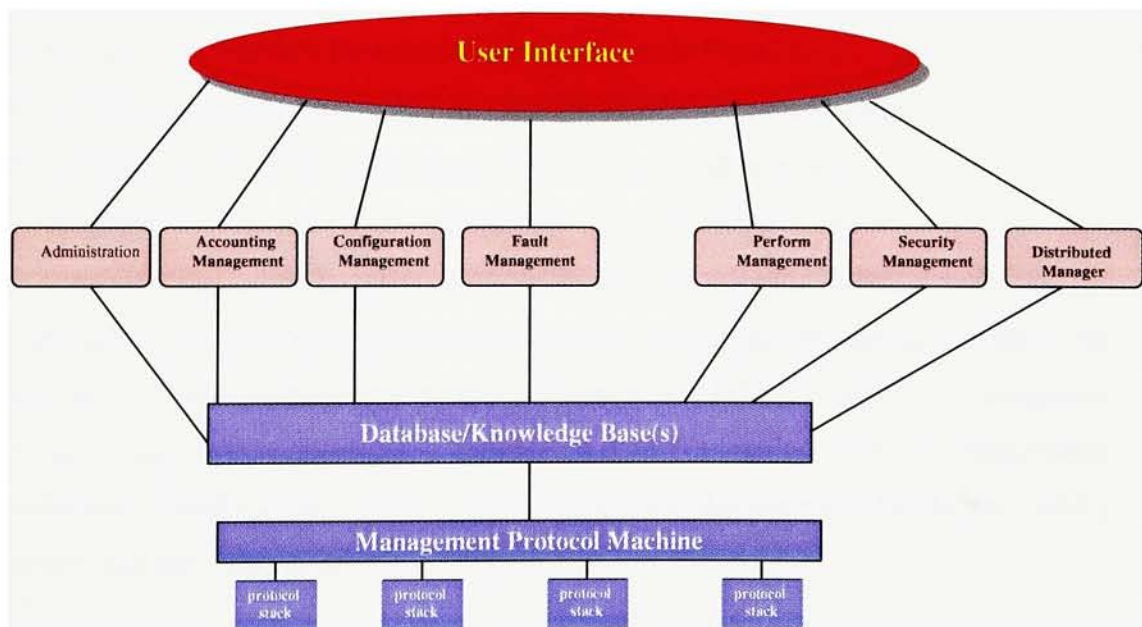 User Interface
Administration
Accounting
Management
Configuration
Management
Fault
Management
Perform
Management
Security
Management
Distributed
Manager
Database/Knowledge Base(s)
Management Protocol Machine
protocol
stack
protocol
stack
protocol
stack
protocol
stack